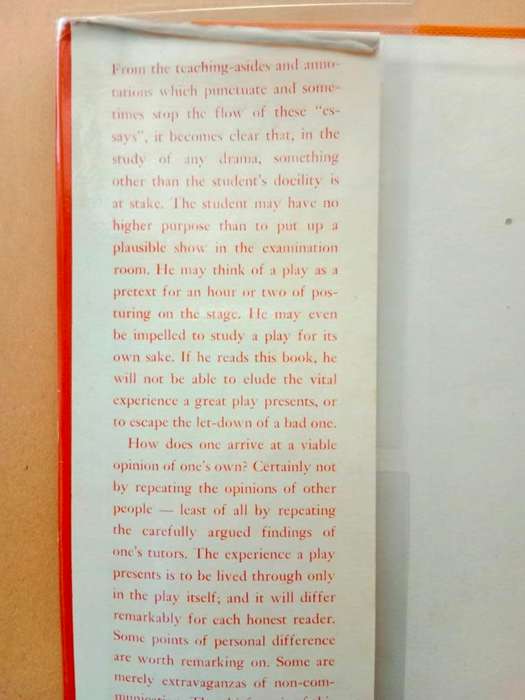 From the teaching-asides and anno-
tations which punctuate and some-
times stop the flow of these "es-
says", it becomes clear that, in the
study of any drama, something
other than the student's docility is
at stake. The student may have no
higher purpose than to put up a
plausible show in the examination
room. He may think of a play as a
pretext for an hour or two of pos-
turing on the stage. He may even
be impelled to study a play for its
own sake. If he reads this book, he
will not be able to elude the vital
experience a great play presents, or
to escape the let-down of a bad one.
How does one arrive at a viable
opinion of one's own? Certainly not
by repeating the opinions of other
people — least of all by repeating
the carefully argued findings of
one's tutors. The experience a play
presents is to be lived through only
in the play itself; and it will differ
remarkably for each honest reader.
Some points of personal difference
are worth remarking on. Some are
merely extravaganzas of non-com-